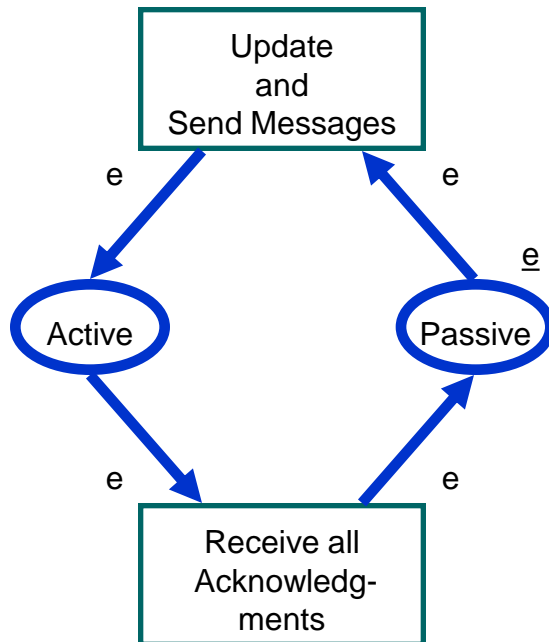 Update
and
Send Messages
e
e
e
Active
Passive
e
e
Receive all
Acknowledg-
ments